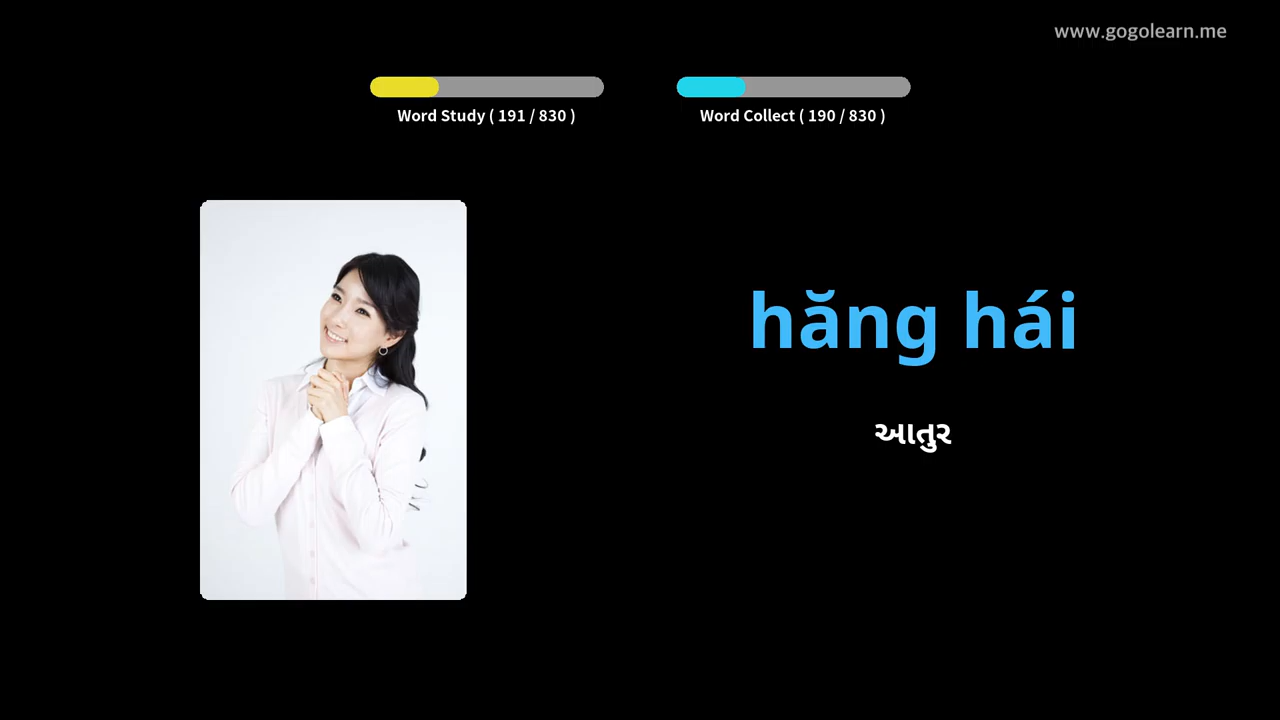 www.gogolearn.me
Word Study ( 191 / 830 )
Word Collect ( 190 / 830 )
hăng hái
આતુર